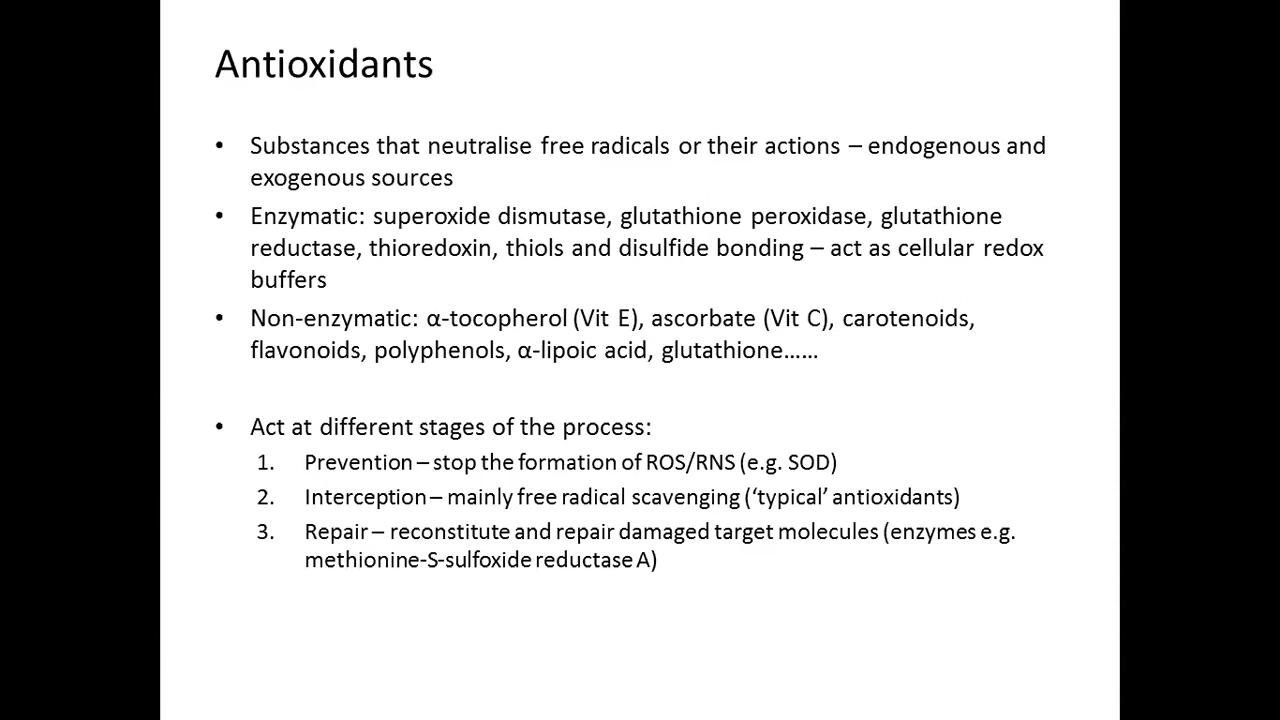 Antioxidants
• Substances that neutralise free radicals or their actions – endogenous and
exogenous sources
• Enzymatic: superoxide dismutase, glutathione peroxidase, glutathione
reductase, thioredoxin, thiols and disulfide bonding – act as cellular redox
buffers
• Non-enzymatic: α-tocopherol (Vit E), ascorbate (Vit C), carotenoids,
flavonoids, polyphenols, α-lipoic acid, glutathione……
• Act at different stages of the process:
1. Prevention – stop the formation of ROS/RNS (e.g. SOD)
2. Interception – mainly free radical scavenging (‘typical’ antioxidants)
3. Repair – reconstitute and repair damaged target molecules (enzymes e.g.
methionine-S-sulfoxide reductase A)